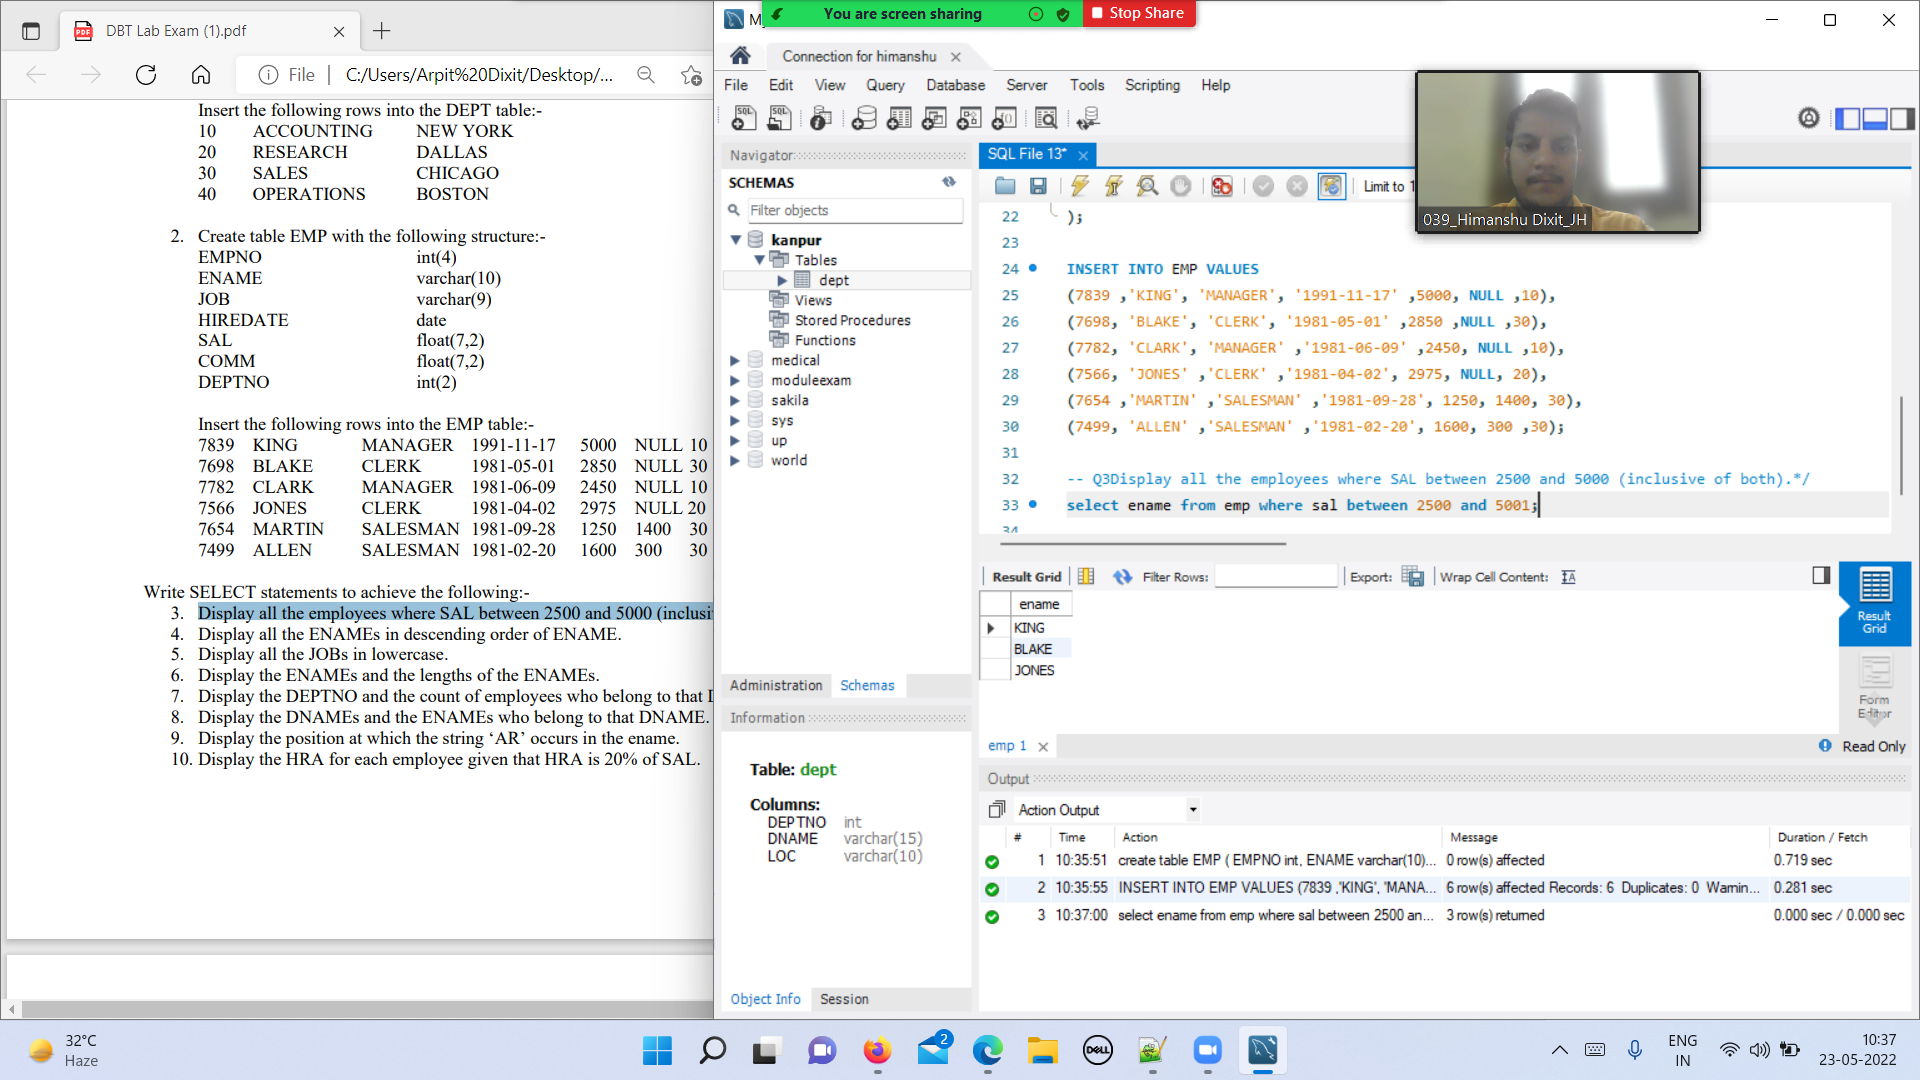 You are screen sharing
Stop Share
DBT Lab Exam (1).pdf
File
C:/Users/Arpit%20Dixit/Desktop/...
Insert the following rows into the DEPT table:-
10 ACCOUNTING NEW YORK
20 RESEARCH DALLAS
30 SALES CHICAGO
40 OPERATIONS BOSTON
2. Create table EMP with the following structure:-
EMPNO int(4)
ENAME varchar(10)
JOB varchar(9)
HIREDATE date
SAL float(7,2)
COMM float(7,2)
DEPTNO int(2)
Insert the following rows into the EMP table:-
7839 KING MANAGER 1991-11-17 5000 NULL 10
7698 BLAKE CLERK 1981-05-01 2850 NULL 30
7782 CLARK MANAGER 1981-06-09 2450 NULL 10
7566 JONES CLERK 1981-04-02 2975 NULL 20
7654 MARTIN SALESMAN 1981-09-28 1250 1400 30
7499 ALLEN SALESMAN 1981-02-20 1600 300 30
Write SELECT statements to achieve the following:-
3. Display all the employees where SAL between 2500 and 5000 (inclusi
4. Display all the ENAMEs in descending order of ENAME.
5. Display all the JOBs in lowercase.
6. Display the ENAMEs and the lengths of the ENAMEs.
7. Display the DEPTNO and the count of employees who belong to that D
8. Display the DNAMEs and the ENAMEs who belong to that DNAME.
9. Display the position at which the string ‘AR’ occurs in the ename.
10. Display the HRA for each employee given that HRA is 20% of SAL.
Connection for himanshu
File Edit View Query Database Server Tools Scripting Help
Navigator
SCHEMAS
Filter objects
kanpur
Tables
dept
Views
Stored Procedures
Functions
medical
moduleexam
sakila
sys
up
world
Administration Schemas
Information
Table: dept
Columns:
DEPTNO int
DNAME varchar(15)
LOC varchar(10)
Object Info Session
SQL File 13*
Limit to 1
039_Himanshu Dixit_JH
22 );
23
24 INSERT INTO EMP VALUES
25 (7839 ,'KING', 'MANAGER', '1991-11-17' ,5000, NULL ,10),
26 (7698, 'BLAKE', 'CLERK', '1981-05-01' ,2850 ,NULL ,30),
27 (7782, 'CLARK', 'MANAGER' ,'1981-06-09' ,2450, NULL ,10),
28 (7566, 'JONES' ,'CLERK' ,'1981-04-02', 2975, NULL, 20),
29 (7654 ,'MARTIN' ,'SALESMAN' ,'1981-09-28', 1250, 1400, 30),
30 (7499, 'ALLEN' ,'SALESMAN' ,'1981-02-20', 1600, 300 ,30);
31
32 -- Q3Display all the employees where SAL between 2500 and 5000 (inclusive of both).*/
33 select ename from emp where sal between 2500 and 5001;
34
Result Grid Filter Rows: Export: Wrap Cell Content:
ename
KING
BLAKE
JONES
Result Grid
Form Editor
emp 1
Read Only
Output
Action Output
# Time Action Message Duration / Fetch
1 10:35:51 create table EMP ( EMPNO int, ENAME varchar(10)... 0 row(s) affected 0.719 sec
2 10:35:55 INSERT INTO EMP VALUES (7839 ,'KING', 'MANA... 6 row(s) affected Records: 6 Duplicates: 0 Warnin... 0.281 sec
3 10:37:00 select ename from emp where sal between 2500 an... 3 row(s) returned 0.000 sec / 0.000 sec
32°C
Haze
2
DELL
ENG
IN
10:37
23-05-2022